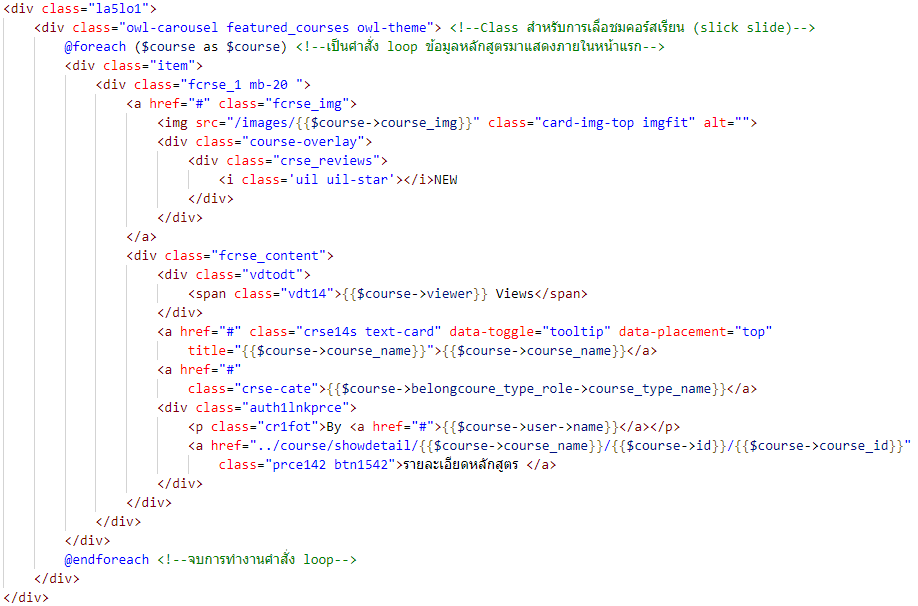 <div class="la5lo1">
<div class="owl-carousel featured_courses owl-theme"> <!--Class สำหรับการเลื่อชมคอร์สเรียน (slick slide)-->
@foreach ($course as $course) <!--เป็นคำสั่ง loop ข้อมูลหลักสูตรมาแสดงภายในหน้าแรก-->
<div class="item">
<div class="fcrse_1 mb-20 ">
<a href="#" class="fcrse_img">
<img src="/images/{{$course->course_img}}" class="card-img-top imgfit" alt="">
<div class="course-overlay">
<div class="crse_reviews">
<i class='uil uil-star'></i>NEW
</div>
</div>
</a>
<div class="fcrse_content">
<div class="vdtodt">
<span class="vdt14">{{$course->viewer}} Views</span>
</div>
<a href="#" class="crse14s text-card" data-toggle="tooltip" data-placement="top"
title="{{$course->course_name}}">{{$course->course_name}}</a>
<a href="#"
class="crse-cate">{{$course->belongcoure_type_role->course_type_name}}</a>
<div class="auth1lnkprce">
<p class="cr1fot">By <a href="#">{{$course->user->name}}</a></p>
<a href="../course/showdetail/{{$course->course_name}}/{{$course->id}}/{{$course->course_id}}"
class="prce142 btn1542">รายละเอียดหลักสูตร </a>
</div>
</div>
</div>
</div>
@endforeach <!--จบการทำงานคำสั่ง loop-->
</div>
</div>